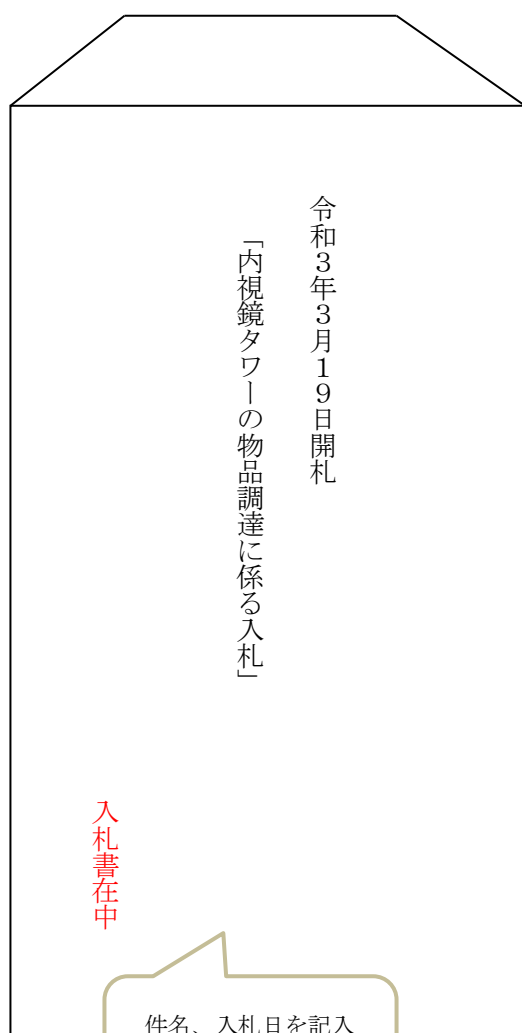 令和３年３月１９日開札
「内視鏡タワーの物品調達に係る入札」
入札書在中
件名、入札日を記入